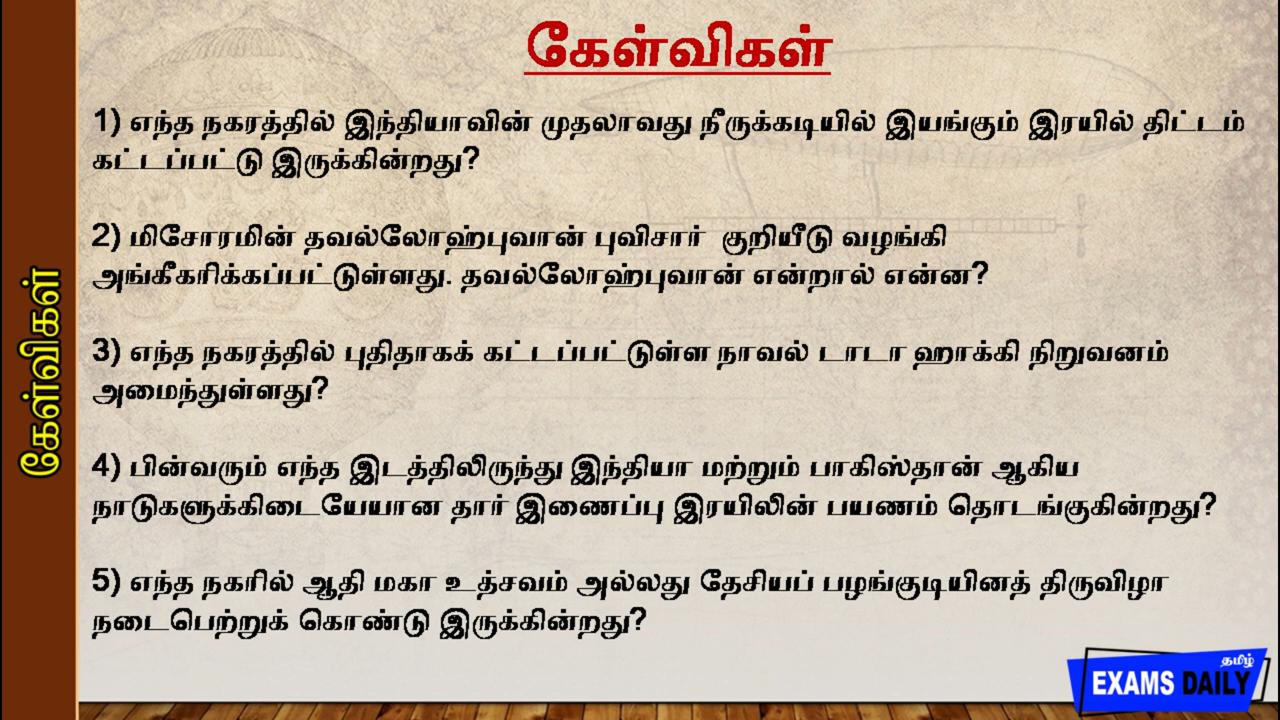 கேள்விகள்
கேள்விகள்
1) எந்த நகரத்தில் இந்தியாவின் முதலாவது நீருக்கடியில் இயங்கும் இரயில் திட்டம்
கட்டப்பட்டு இருக்கின்றது?
2) மிசோரமின் தவல்லோஹ்புவான் புவிசார் குறியீடு வழங்கி
அங்கீகரிக்கப்பட்டுள்ளது. தவல்லோஹ்புவான் என்றால் என்ன?
3) எந்த நகரத்தில் புதிதாகக் கட்டப்பட்டுள்ள நாவல் டாடா ஹாக்கி நிறுவனம்
அமைந்துள்ளது?
4) பின்வரும் எந்த இடத்திலிருந்து இந்தியா மற்றும் பாகிஸ்தான் ஆகிய
நாடுகளுக்கிடையேயான தார் இணைப்பு இரயிலின் பயணம் தொடங்குகின்றது?
5) எந்த நகரில் ஆதி மகா உத்சவம் அல்லது தேசியப் பழங்குடியினத் திருவிழா
நடைபெற்றுக் கொண்டு இருக்கின்றது?
தமிழ்
EXAMS DAILY